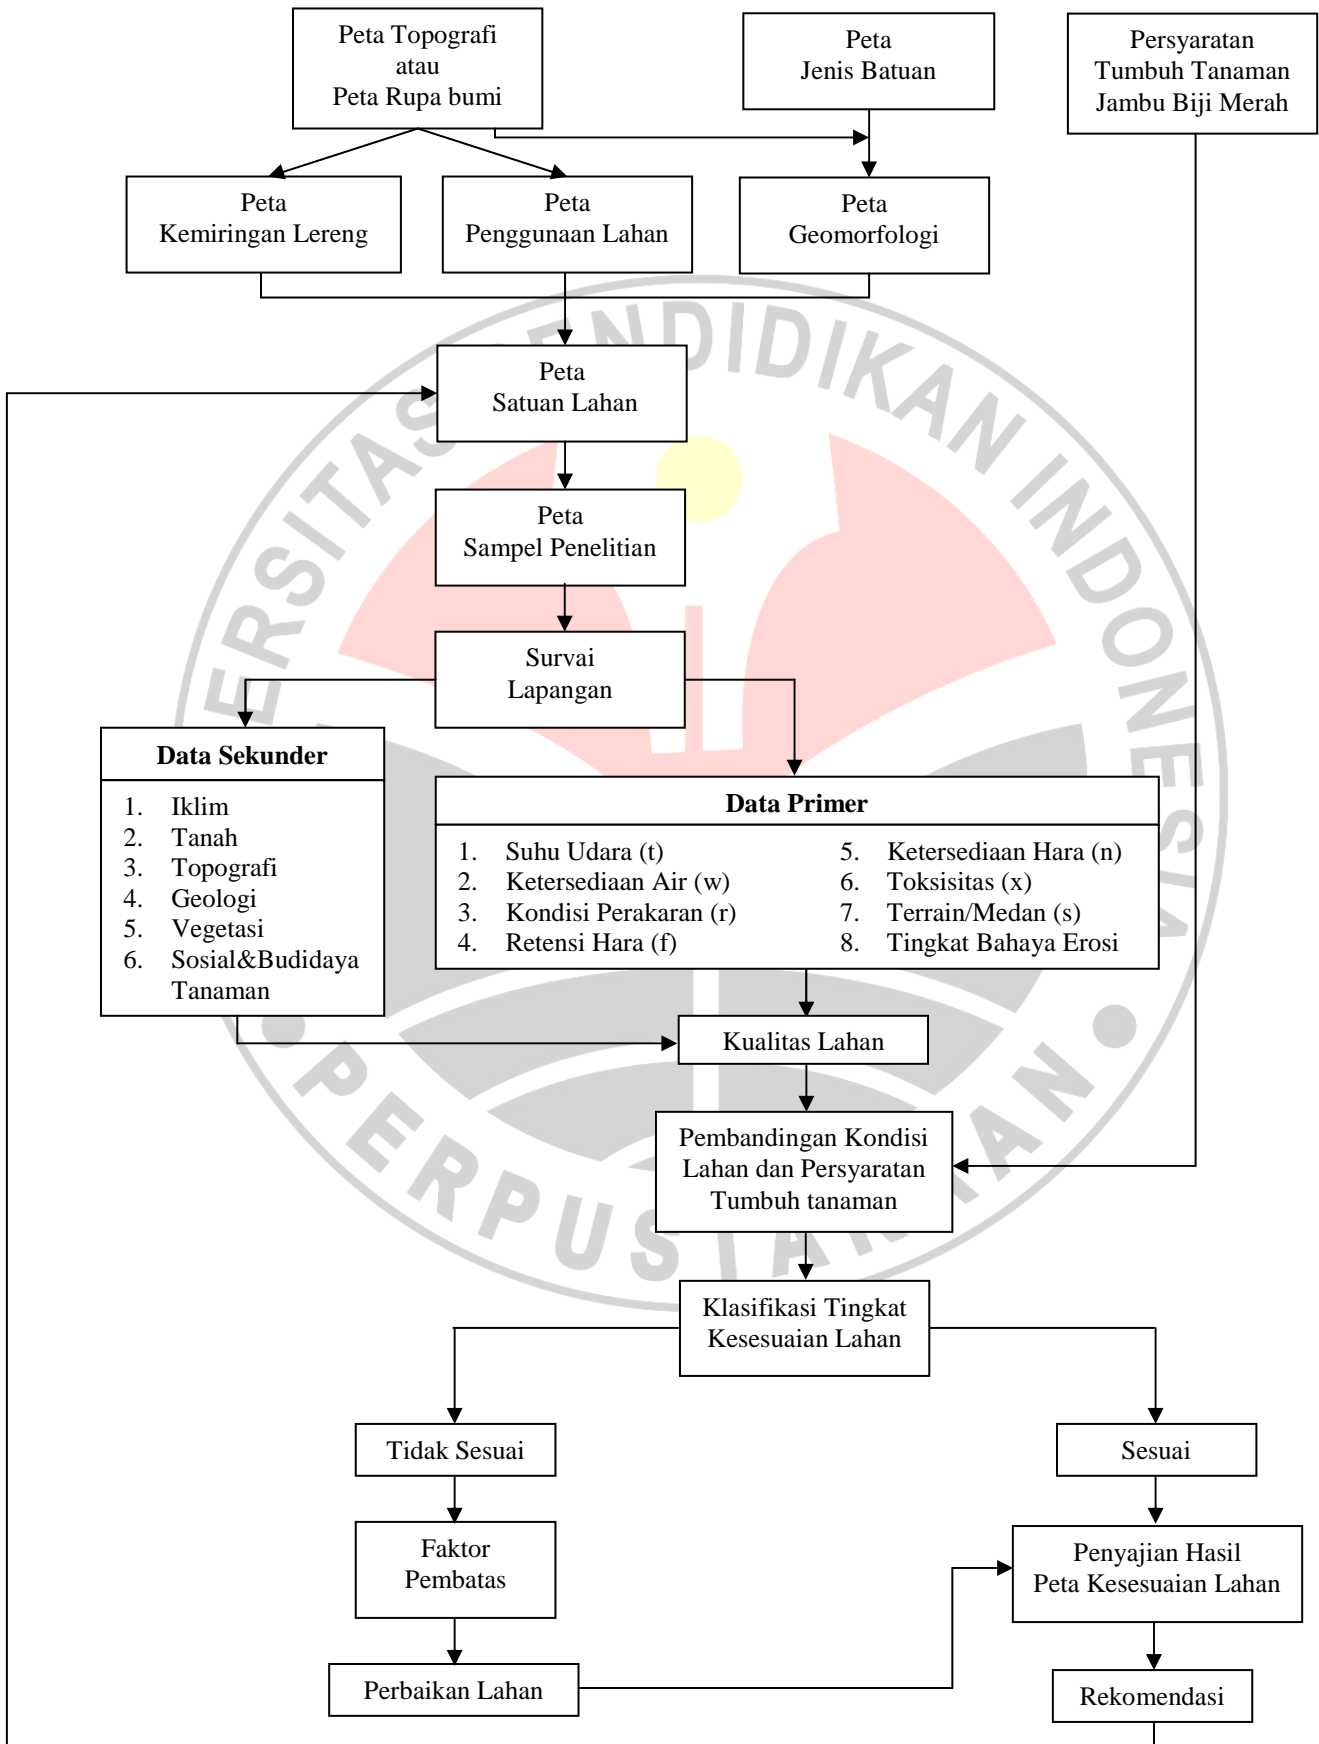 Peta Topografi
atau
Peta Rupa bumi
Peta
Jenis Batuan
Persyaratan
Tumbuh Tanaman
Jambu Biji Merah
Peta
Kemiringan Lereng
Peta
Penggunaan Lahan
Peta
Geomorfologi
Peta
Satuan Lahan
Peta
Sampel Penelitian
Survai
Lapangan
Data Sekunder
1. Iklim
2. Tanah
3. Topografi
4. Geologi
5. Vegetasi
6. Sosial&Budidaya
Tanaman
Data Primer
1. Suhu Udara (t)
2. Ketersediaan Air (w)
3. Kondisi Perakaran (r)
4. Retensi Hara (f)
5. Ketersediaan Hara (n)
6. Toksisitas (x)
7. Terrain/Medan (s)
8. Tingkat Bahaya Erosi
Kualitas Lahan
Pembandingan Kondisi
Lahan dan Persyaratan
Tumbuh tanaman
Klasifikasi Tingkat
Kesesuaian Lahan
Tidak Sesuai
Sesuai
Faktor
Pembatas
Penyajian Hasil
Peta Kesesuaian Lahan
Perbaikan Lahan
Rekomendasi
INDONESIA